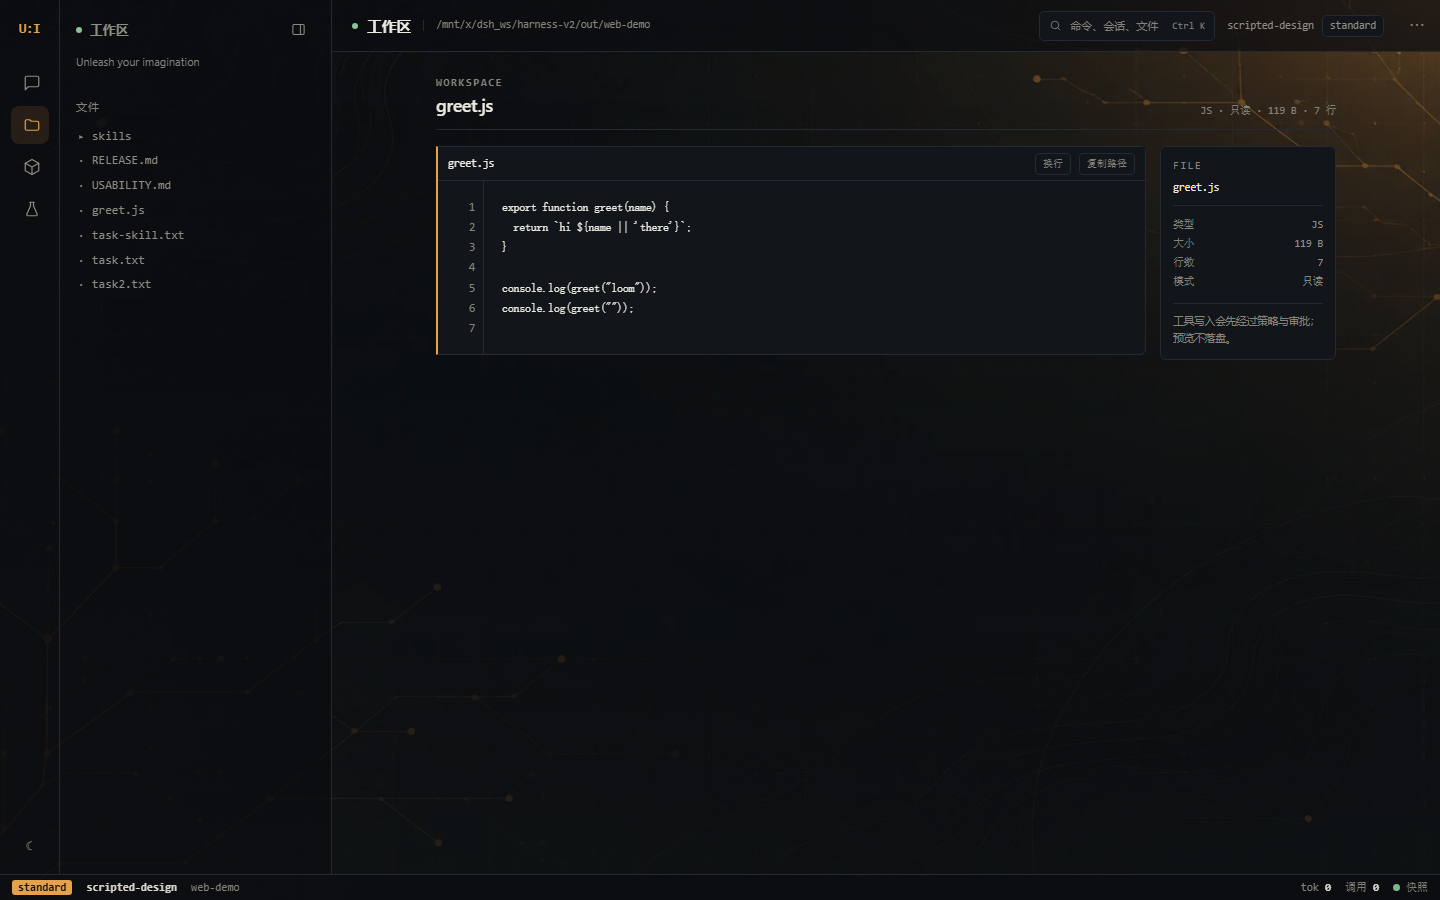 U:I
工作区
Unleash your imagination
文件
▸ skills
· RELEASE.md
· USABILITY.md
· greet.js
· task-skill.txt
· task.txt
· task2.txt
工作区
/mnt/x/dsh_ws/harness-v2/out/web-demo
命令、会话、文件 Ctrl K
scripted-design
standard
···
WORKSPACE
greet.js
JS · 只读 · 119 B · 7 行
greet.js
换行
复制路径
1 export function greet(name) {
2   return `hi ${name || 'there'}`;
3 }
4
5 console.log(greet("loom"));
6 console.log(greet(""));
7
FILE
greet.js
类型 JS
大小 119 B
行数 7
模式 只读
工具写入会先经过策略与审批;
预览不落盘。
standard scripted-design web-demo
tok 0 调用 0 快照